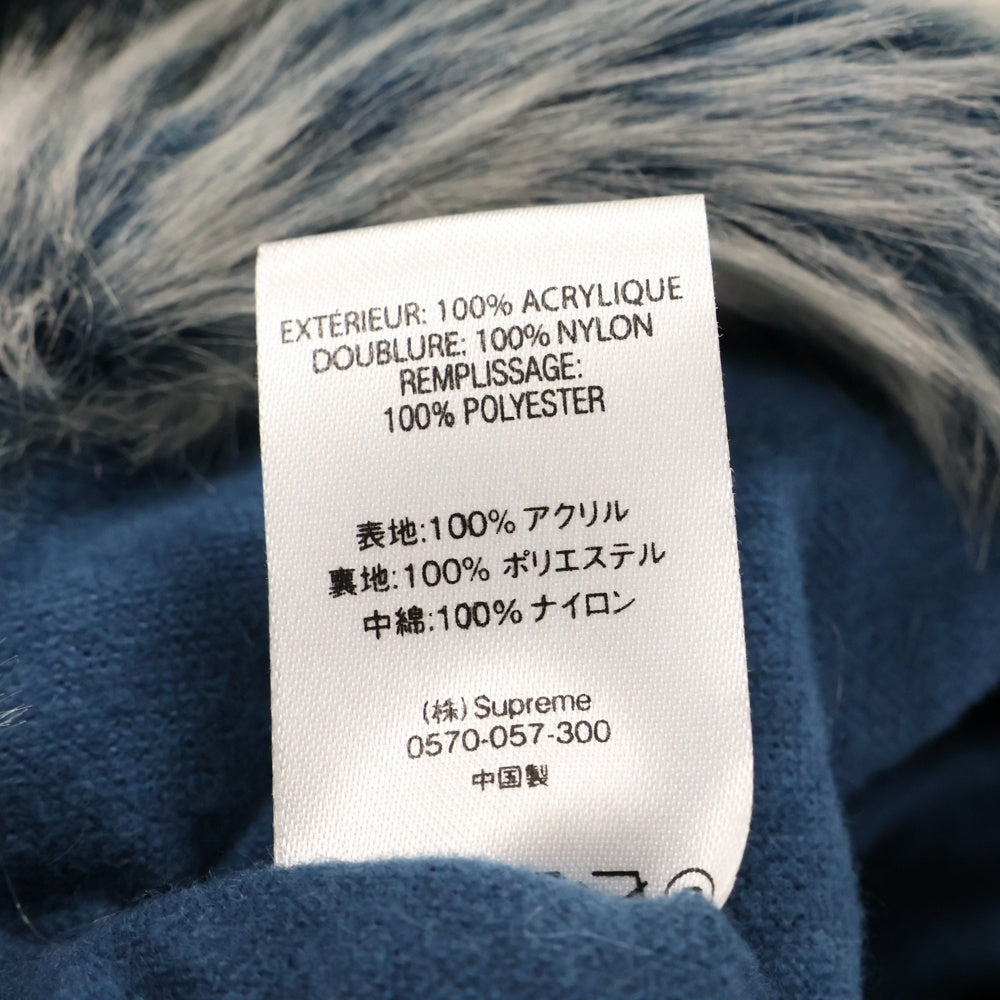 EXTÉRIEUR: 100% ACRYLIQUE
DOUBLURE: 100% NYLON
REMPLISSAGE:
100% POLYESTER
表地:100% アクリル
裏地:100% ポリエステル
中綿:100% ナイロン
(株) Supreme
0570-057-300
中国製